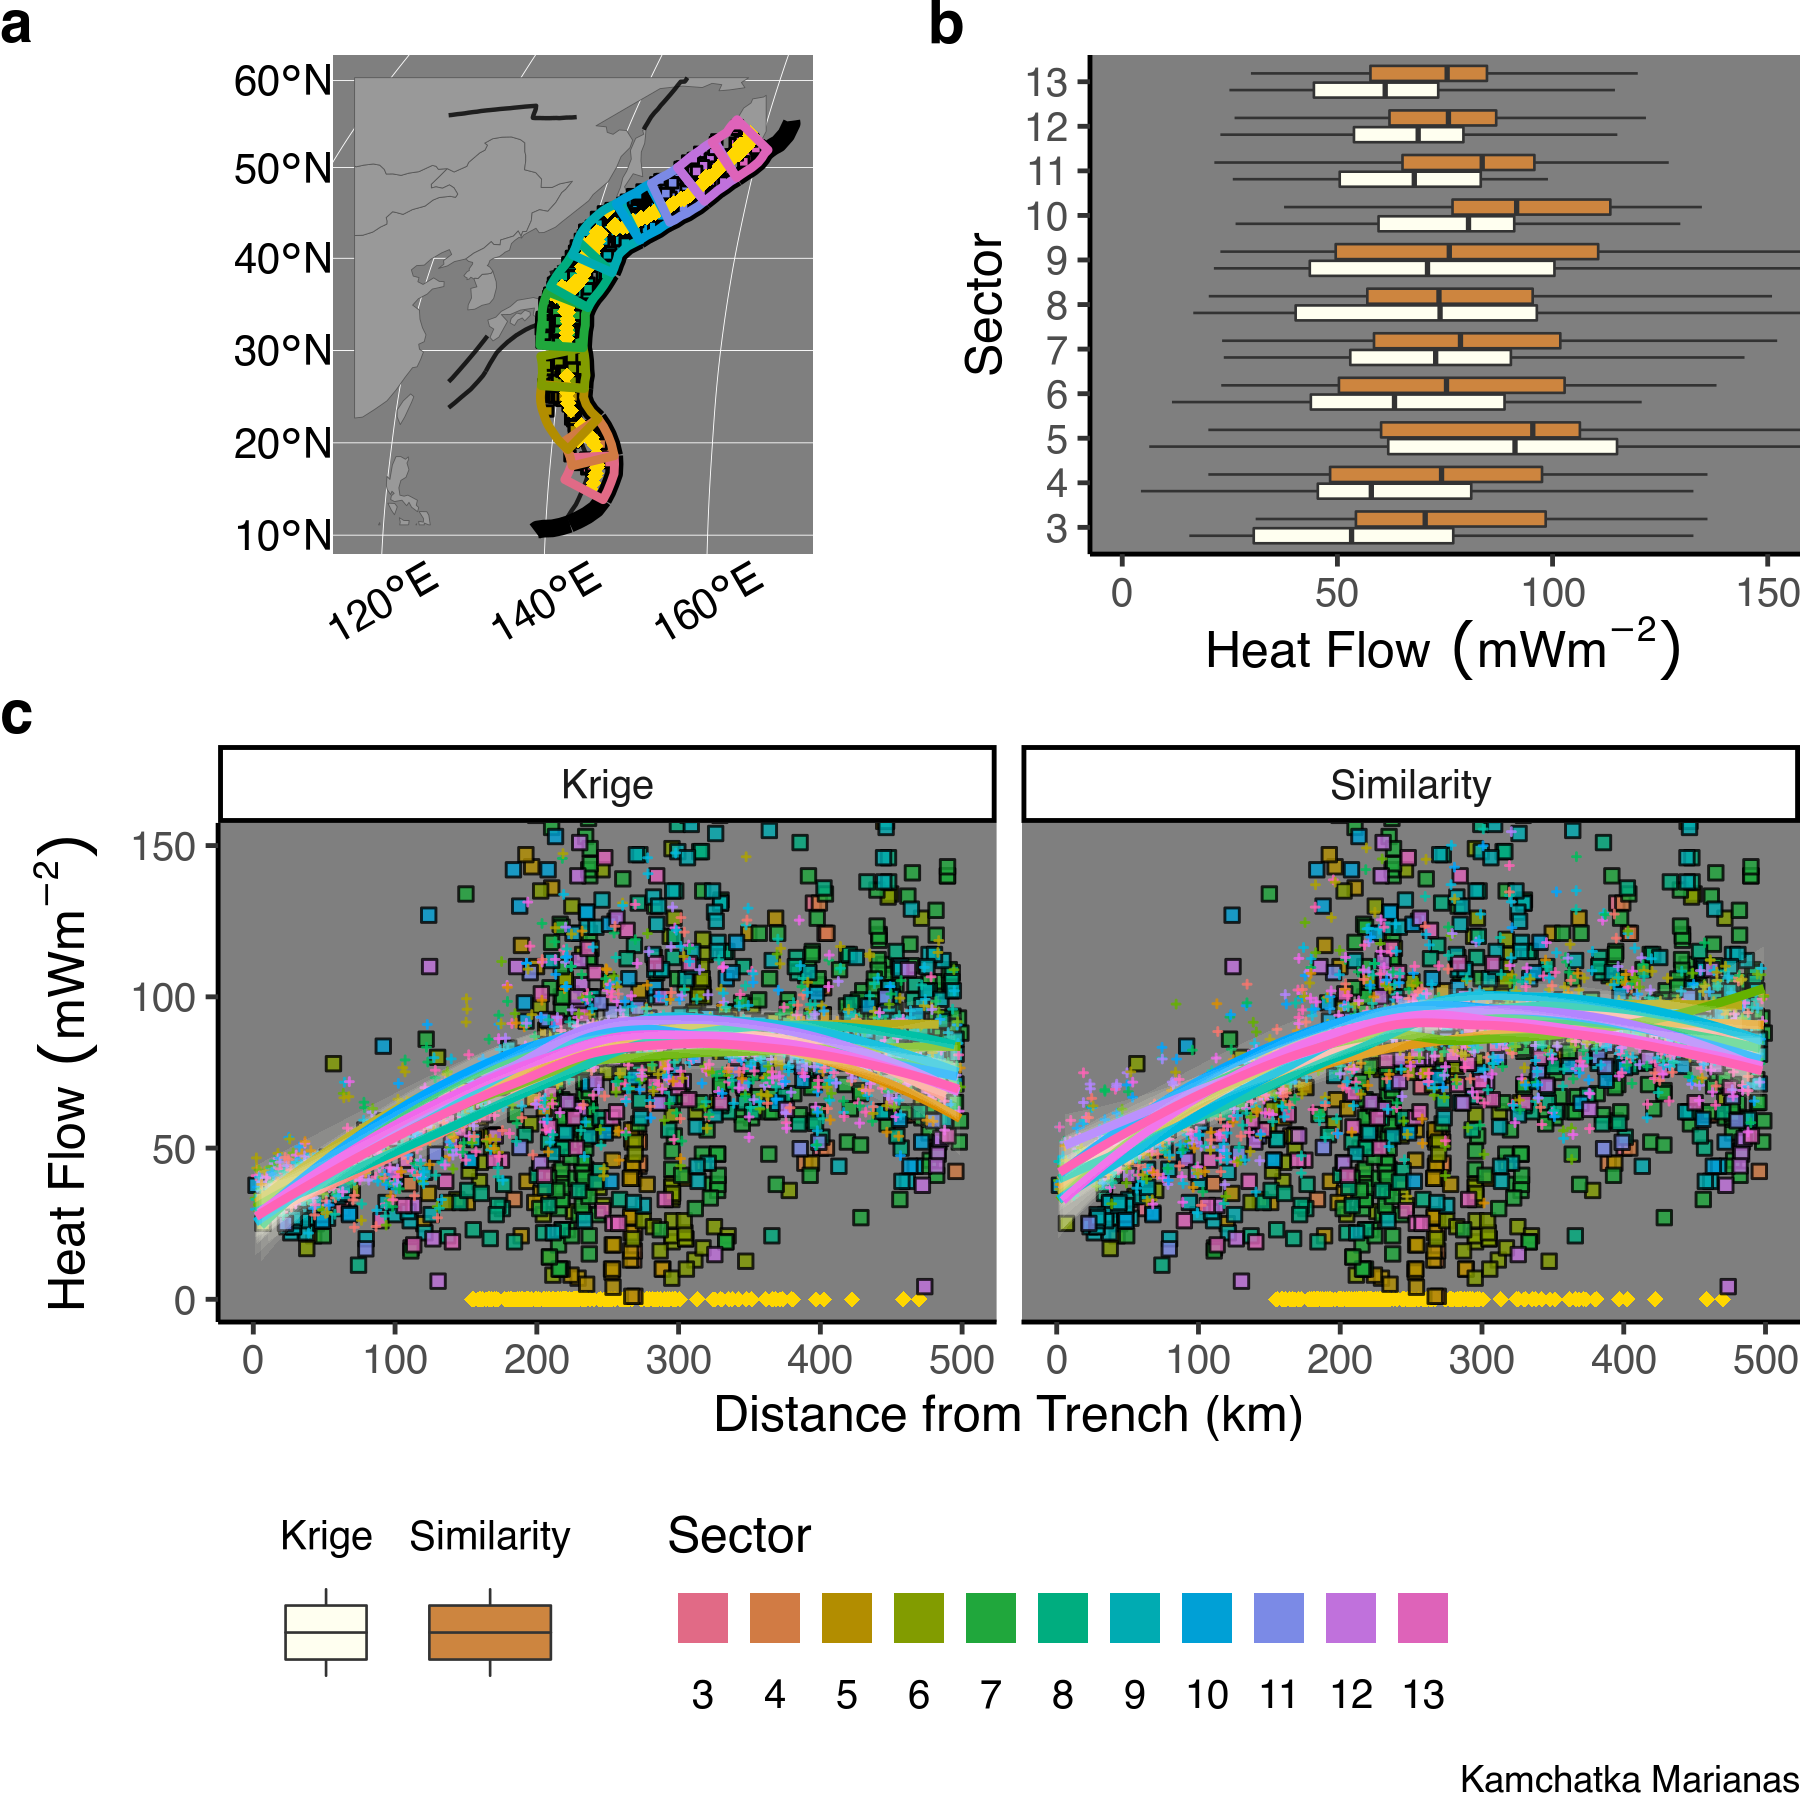 a
60°N
50°N
40°N
30°N
20°N
10°N
120°E
140°E
160°E
b
Sector
13
12
11
10
9
8
7
6
5
4
3
0
50
100
150
Heat Flow (mWm−2)
c
Krige
Similarity
Heat Flow (mWm−2)
150
100
50
0
0
100
200
300
400
500
0
100
200
300
400
500
Distance from Trench (km)
Krige
Similarity
Sector
3
4
5
6
7
8
9
10
11
12
13
Kamchatka Marianas